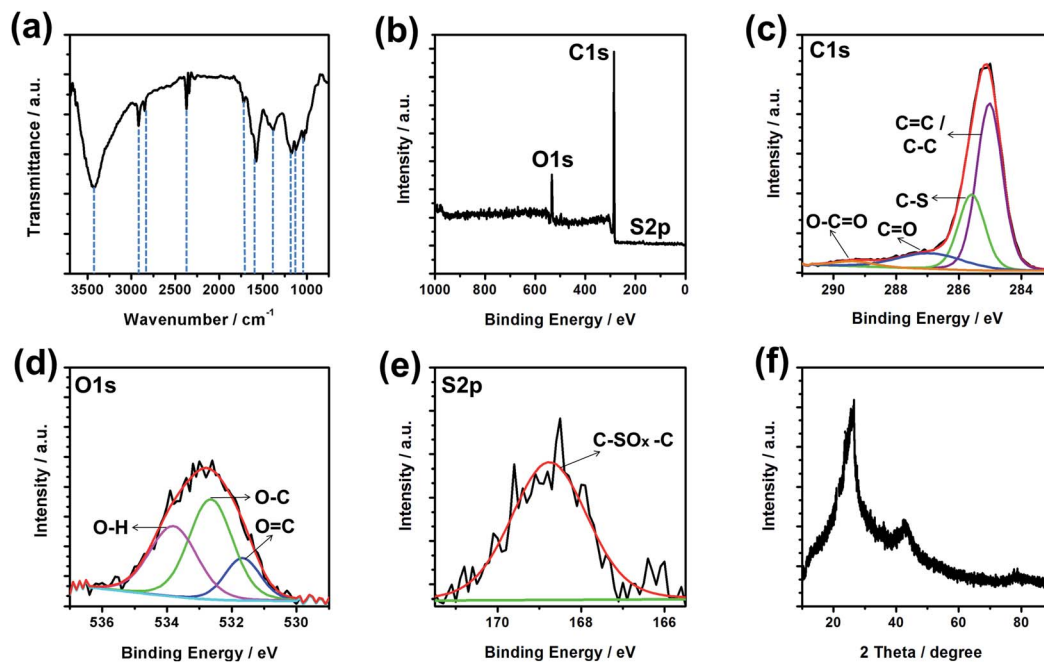 (a)
Transmittance / a.u.
3500 3000 2500 2000 1500 1000
Wavenumber / cm⁻¹
(b)
C1s
O1s
S2p
Intensity / a.u.
1000 800 600 400 200 0
Binding Energy / eV
(c)
C1s
C=C /
C-C
C-S
O-C=O
C=O
Intensity / a.u.
290 288 286 284
Binding Energy / eV
(d)
O1s
O-C
O-H
O=C
Intensity / a.u.
536 534 532 530
Binding Energy / eV
(e)
S2p
C-SOₓ -C
Intensity / a.u.
170 168 166
Binding Energy / eV
(f)
Intensity / a.u.
20 40 60 80
2 Theta / degree